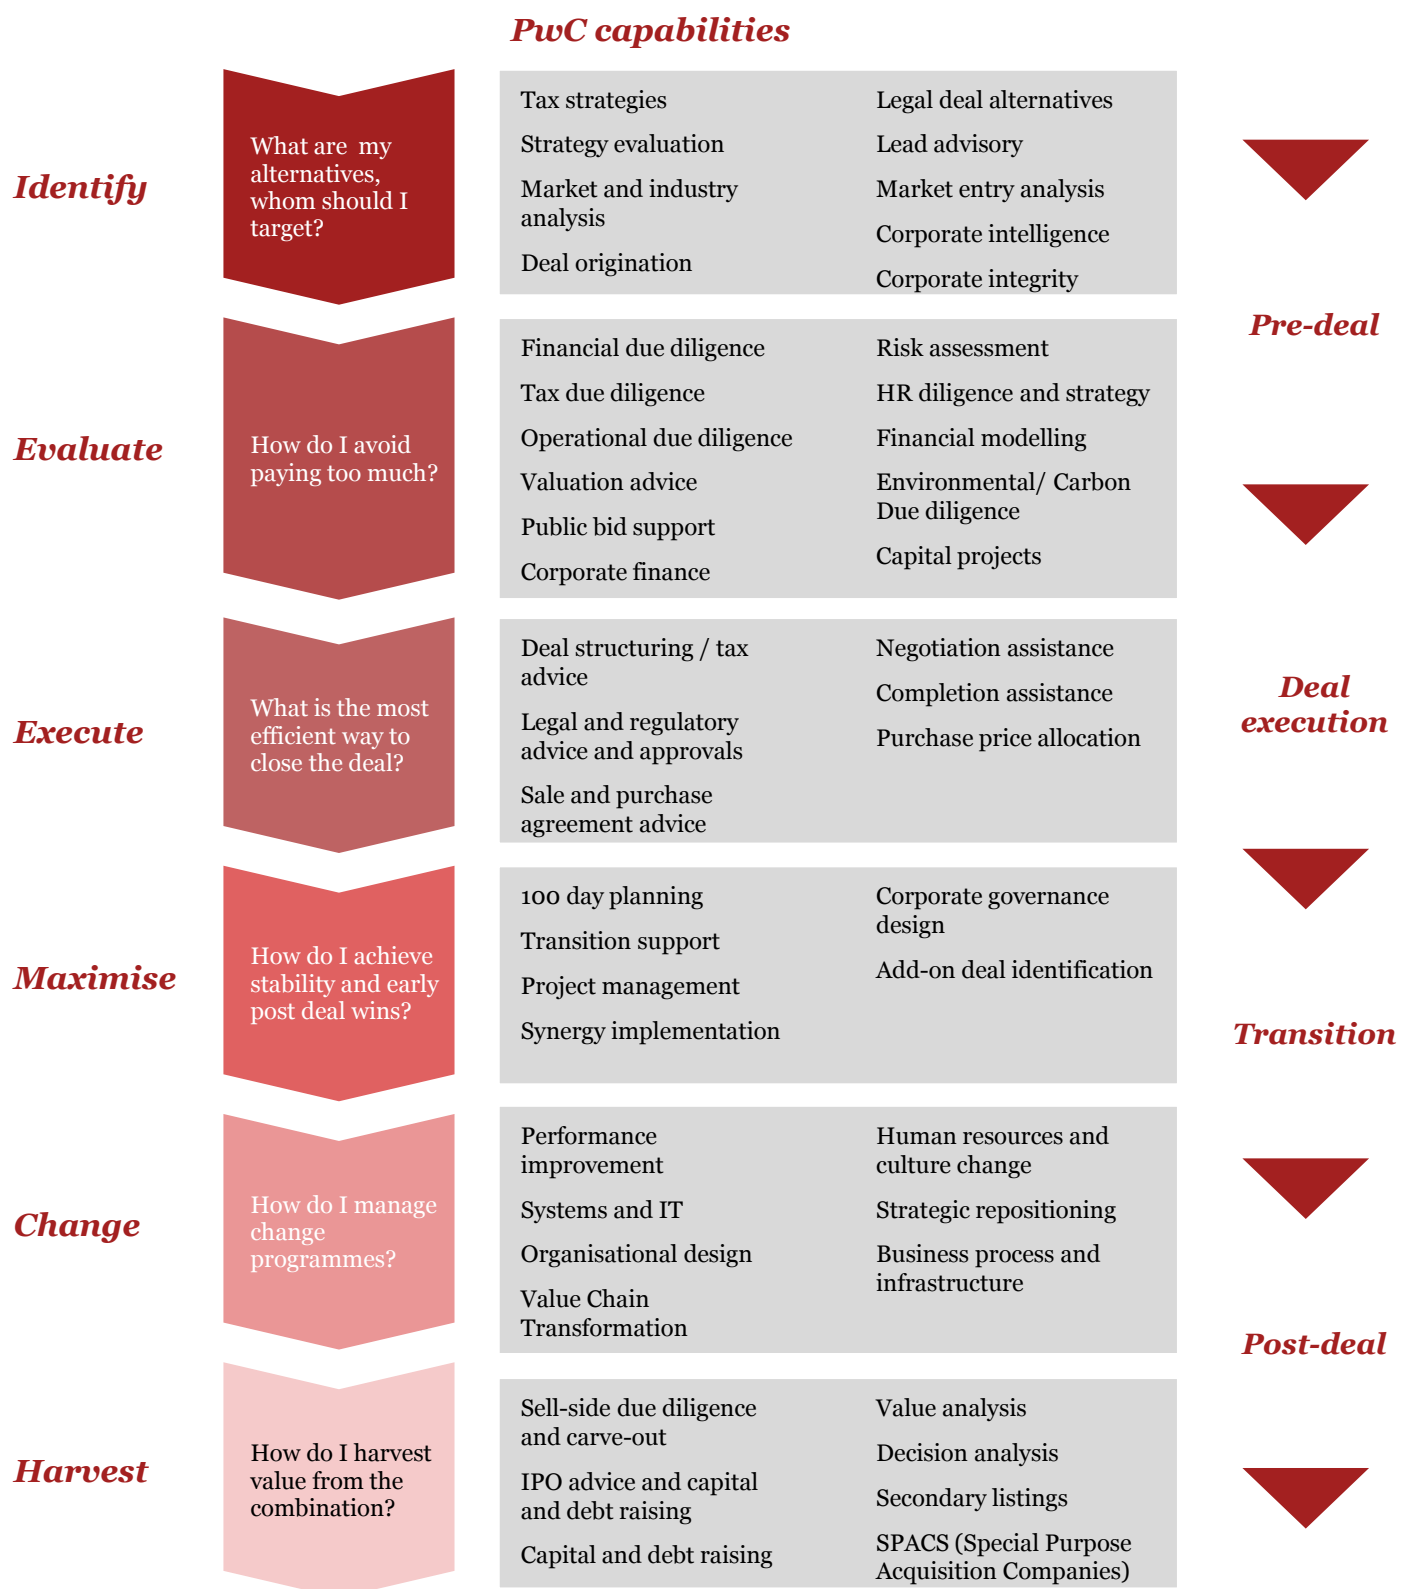 PwC capabilities
Identify
What are my
alternatives,
whom should I
target?
Tax strategies
Strategy evaluation
Market and industry
analysis
Deal origination
Legal deal alternatives
Lead advisory
Market entry analysis
Corporate intelligence
Corporate integrity
Pre-deal
Evaluate
How do I avoid
paying too much?
Financial due diligence
Tax due diligence
Operational due diligence
Valuation advice
Public bid support
Corporate finance
Risk assessment
HR diligence and strategy
Financial modelling
Environmental/ Carbon
Due diligence
Capital projects
Execute
What is the most
efficient way to
close the deal?
Deal structuring / tax
advice
Legal and regulatory
advice and approvals
Sale and purchase
agreement advice
Negotiation assistance
Completion assistance
Purchase price allocation
Deal
execution
Maximise
How do I achieve
stability and early
post deal wins?
100 day planning
Transition support
Project management
Synergy implementation
Corporate governance
design
Add-on deal identification
Transition
Change
How do I manage
change
programmes?
Performance
improvement
Systems and IT
Organisational design
Value Chain
Transformation
Human resources and
culture change
Strategic repositioning
Business process and
infrastructure
Post-deal
Harvest
How do I harvest
value from the
combination?
Sell-side due diligence
and carve-out
IPO advice and capital
and debt raising
Capital and debt raising
Value analysis
Decision analysis
Secondary listings
SPACS (Special Purpose
Acquisition Companies)